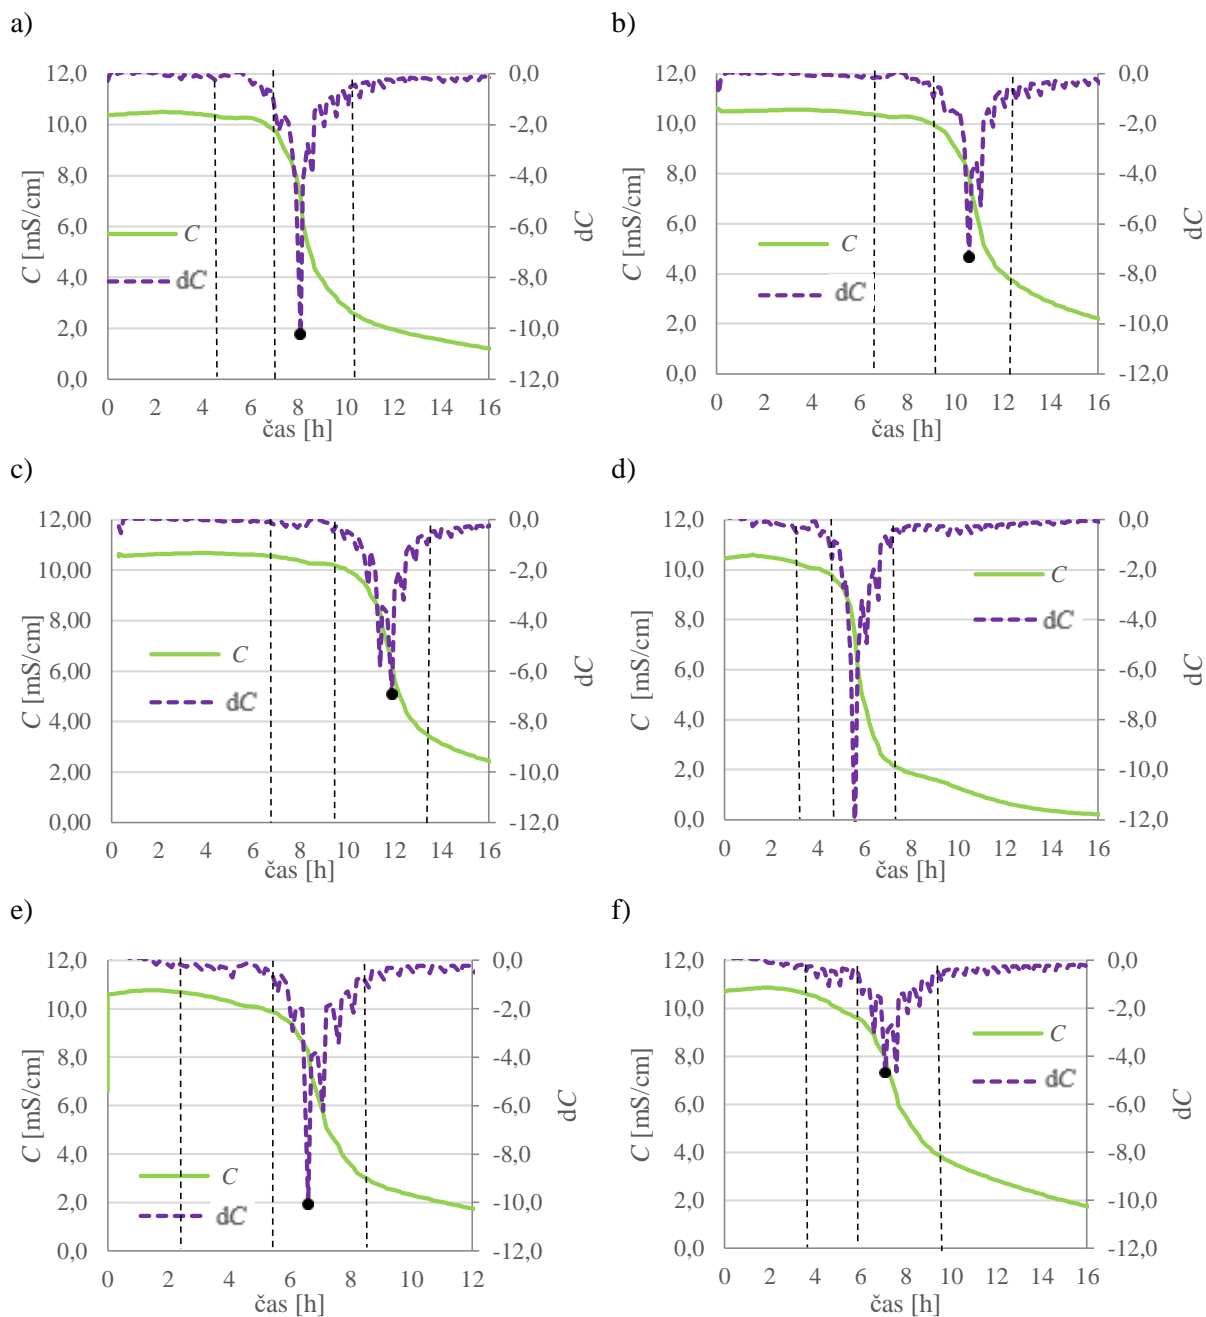 a)
12,0
10,0
8,0
6,0
4,0
2,0
0,0
C [mS/cm]
C
dC
0,0
-2,0
-4,0
-6,0
-8,0
-10,0
-12,0
dC
0 2 4 6 8 10 12 14 16
čas [h]
b)
12,0
10,0
8,0
6,0
4,0
2,0
0,0
C [mS/cm]
C
dC
0,0
-2,0
-4,0
-6,0
-8,0
-10,0
-12,0
dC
0 2 4 6 8 10 12 14 16
čas [h]
c)
12,00
10,00
8,00
6,00
4,00
2,00
0,00
C [mS/cm]
C
dC
0,0
-2,0
-4,0
-6,0
-8,0
-10,0
-12,0
dC
0 2 4 6 8 10 12 14 16
čas [h]
d)
12,0
10,0
8,0
6,0
4,0
2,0
0,0
C [mS/cm]
C
dC
0,0
-2,0
-4,0
-6,0
-8,0
-10,0
-12,0
dC
0 2 4 6 8 10 12 14 16
čas [h]
e)
12,0
10,0
8,0
6,0
4,0
2,0
0,0
C [mS/cm]
C
dC
0,0
-2,0
-4,0
-6,0
-8,0
-10,0
-12,0
dC
0 2 4 6 8 10 12
čas [h]
f)
12,0
10,0
8,0
6,0
4,0
2,0
0,0
C [mS/cm]
C
dC
0,0
-2,0
-4,0
-6,0
-8,0
-10,0
-12,0
dC
0 2 4 6 8 10 12 14 16
čas [h]